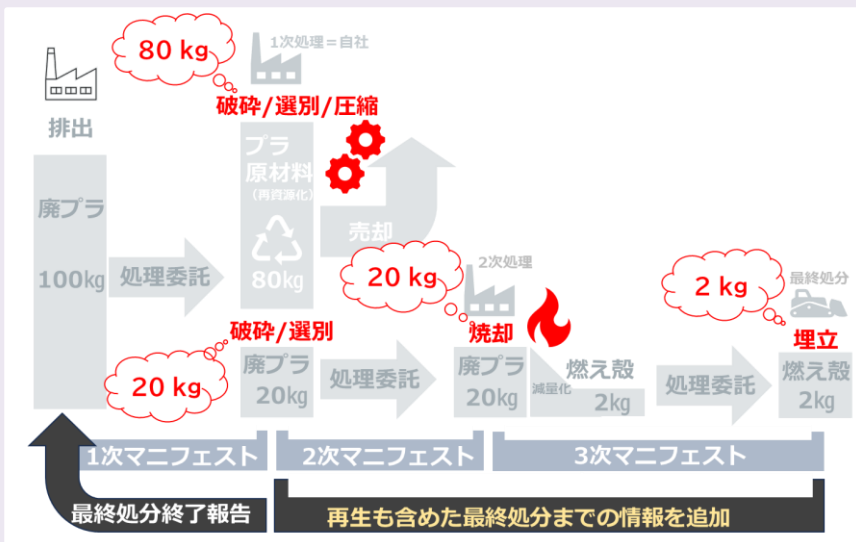 80 kg
1次処理＝自社
破砕/選別/圧縮
排出
プラ
原材料
（再資源化）
廃プラ
売却
100kg
処理委託
80kg
20 kg
2次処理
2 kg
最終処分
破砕/選別
焼却
埋立
20 kg
廃プラ
20kg
処理委託
廃プラ
20kg
減量化
燃え殻
2kg
処理委託
燃え殻
2kg
1次マニフェスト
2次マニフェスト
3次マニフェスト
最終処分終了報告
再生も含めた最終処分までの情報を追加